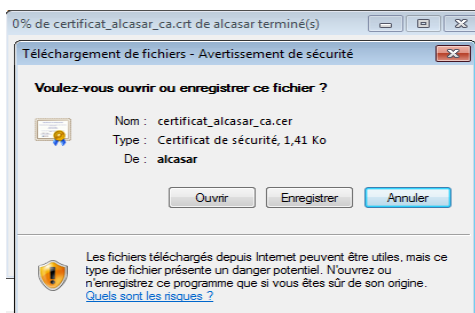 0% de certificat_alcasar_ca.crt de alcasar terminé(s)
Téléchargement de fichiers - Avertissement de sécurité
Voulez-vous ouvrir ou enregistrer ce fichier ?
Nom : certificat_alcasar_ca.cer
Type : Certificat de sécurité, 1,41 Ko
De : alcasar
Ouvrir Enregistrer Annuler
Les fichiers téléchargés depuis Internet peuvent être utiles, mais ce
type de fichier présente un danger potentiel. N'ouvrez ou
n'enregistrez ce programme que si vous êtes sûr de son origine.
Quels sont les risques ?